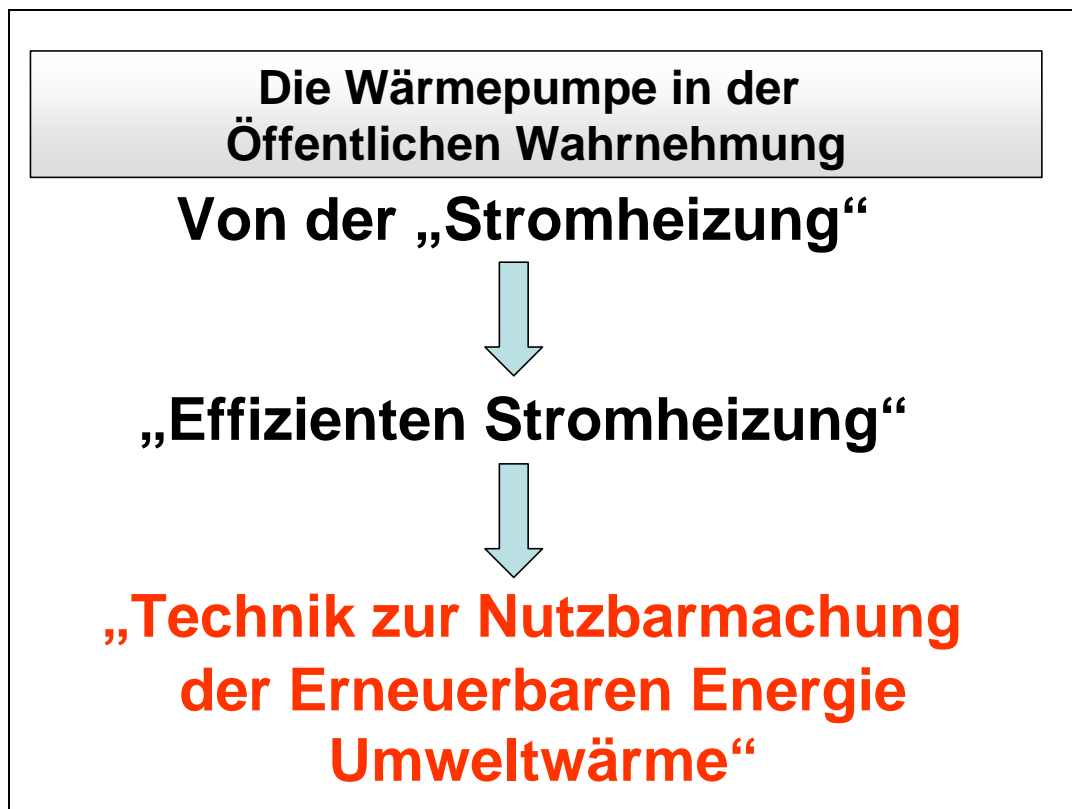 Die Wärmepumpe in der
Öffentlichen Wahrnehmung
Von der „Stromheizung“
„Effizienten Stromheizung“
„Technik zur Nutzbarmachung
der Erneuerbaren Energie
Umweltwärme“